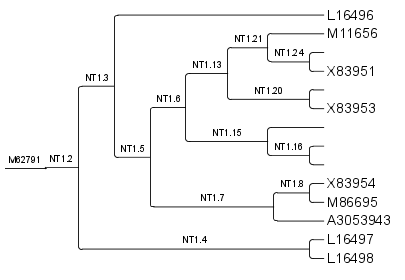 L16496
M11656
NT1.21
NT1.24
NT1.13
X83951
NT1.3
NT1.20
NT1.6
X83953
NT1.15
NT1.16
NT1.5
M62791
NT1.2
NT1.8
X83954
NT1.7
M86695
A3053943
NT1.4
L16497
L16498